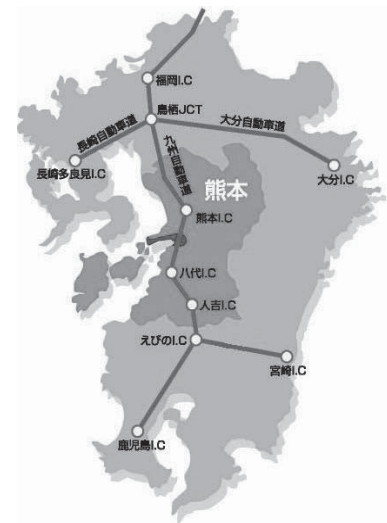 福岡I.C
鳥栖JCT
長崎自動車道
大分自動車道
長崎多良見I.C
九州自動車道
大分I.C
熊本
熊本I.C
八代I.C
人吉I.C
えびのI.C
宮崎I.C
鹿児島I.C